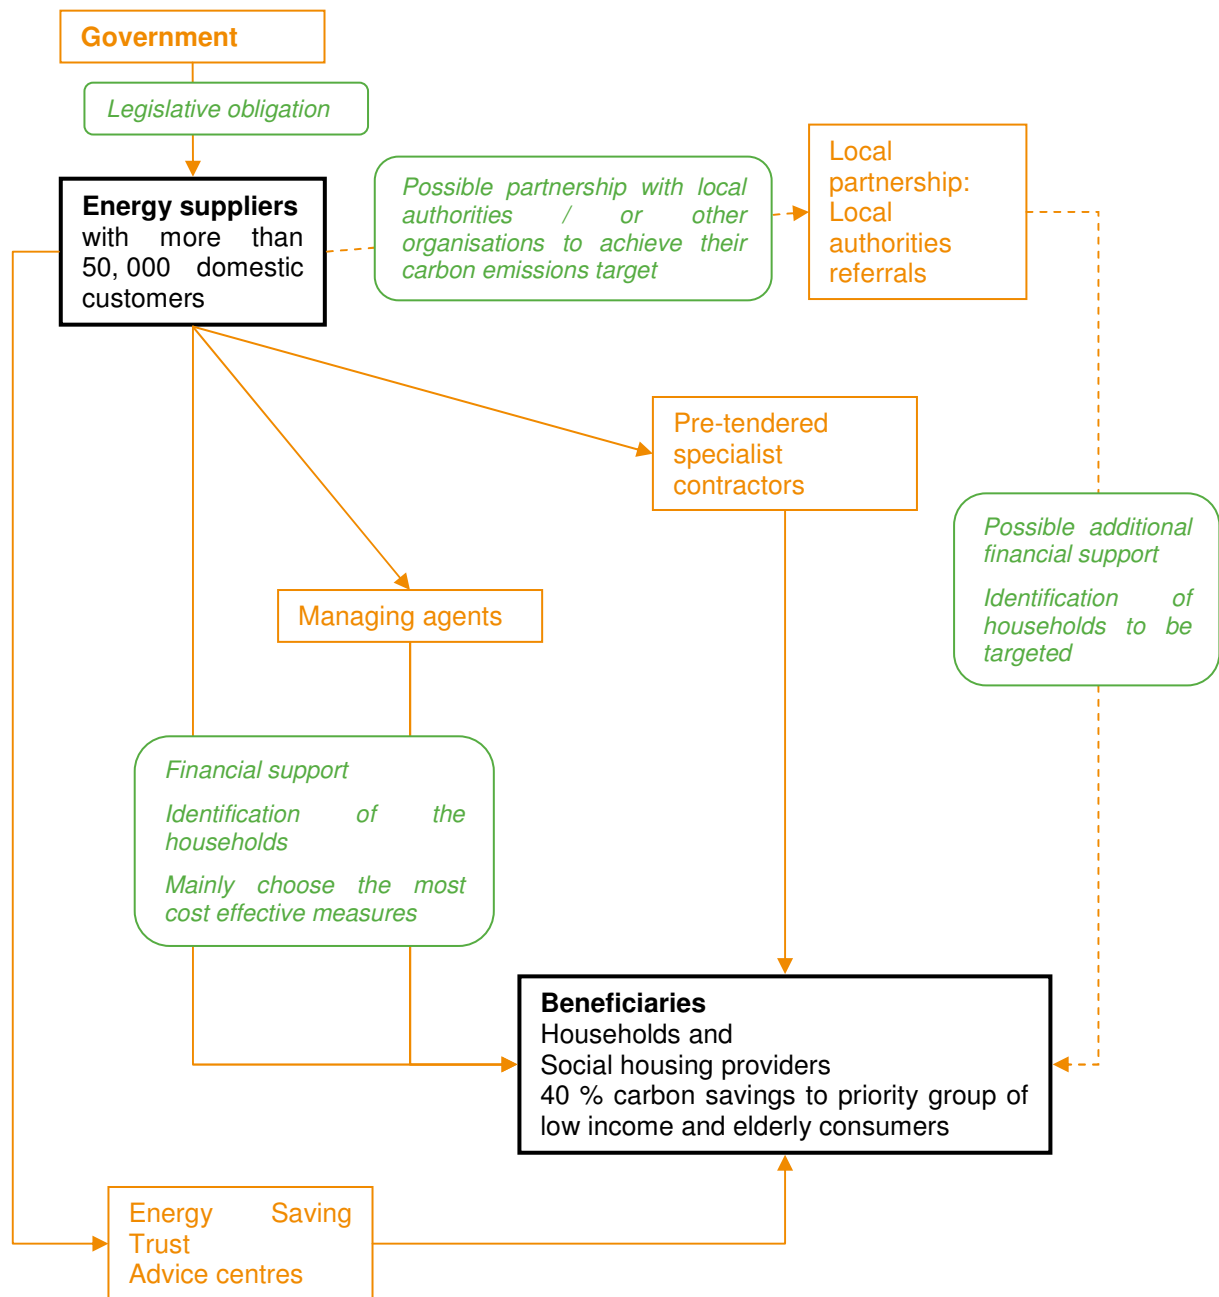 Government
Legislative obligation
Energy suppliers
with more than
50, 000 domestic
customers
Possible partnership with local
authorities / or other
organisations to achieve their
carbon emissions target
Local
partnership:
Local
authorities
referrals
Pre-tendered
specialist
contractors
Possible additional
financial support
Identification of
households to be
targeted
Managing agents
Financial support
Identification of the
households
Mainly choose the most
cost effective measures
Beneficiaries
Households and
Social housing providers
40 % carbon savings to priority group of
low income and elderly consumers
Energy Saving
Trust
Advice centres